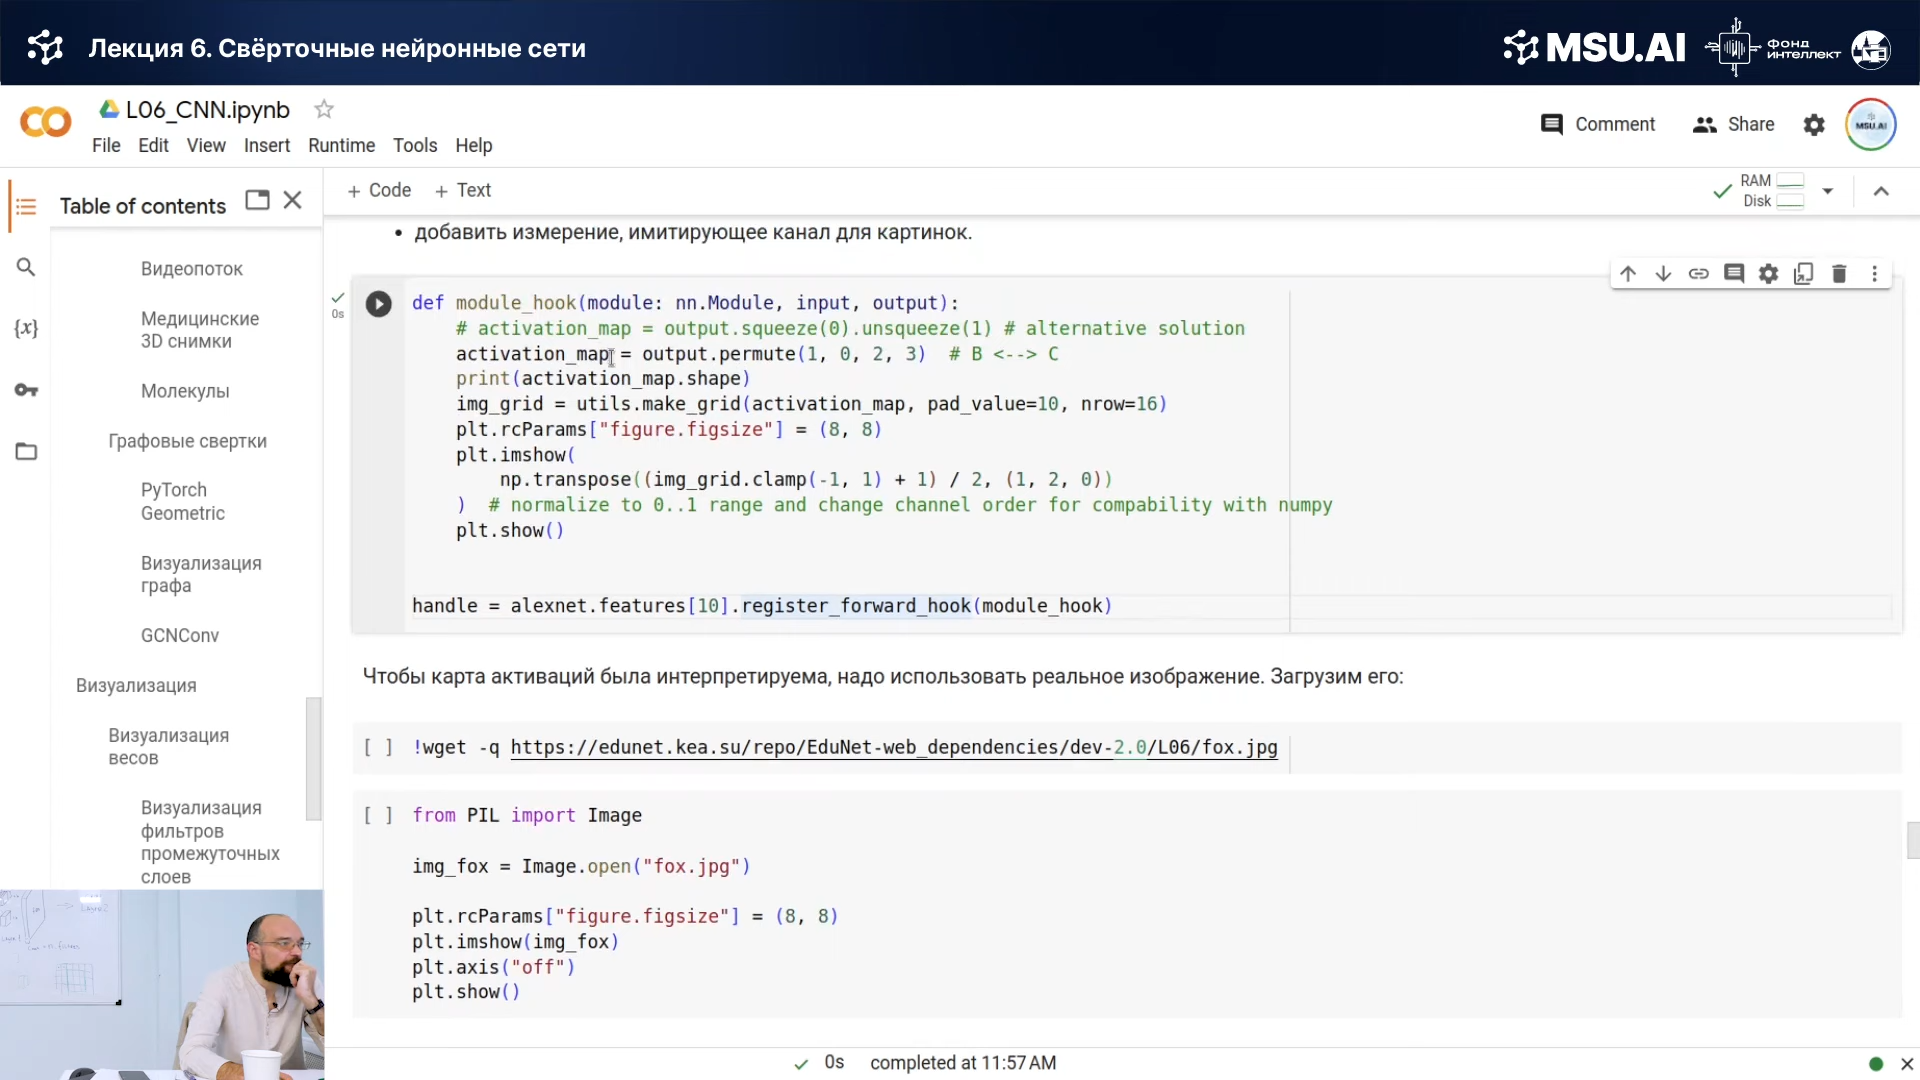 Лекция 6. Свёрточные нейронные сети
MSU.AI
ФОНД
ИНТЕЛЛЕКТ
L06_CNN.ipynb
File Edit View Insert Runtime Tools Help
Comment
Share
MSU.AI
Table of contents
+ Code + Text
RAM
Disk
Видеопоток
Медицинские
3D снимки
Молекулы
Графовые свертки
PyTorch
Geometric
Визуализация
графа
GCNConv
Визуализация
Визуализация
весов
Визуализация
фильтров
промежуточных
слоев
{x}
• добавить измерение, имитирующее канал для картинок.
0s
def module_hook(module: nn.Module, input, output):
# activation_map = output.squeeze(0).unsqueeze(1) # alternative solution
activation_map = output.permute(1, 0, 2, 3)  # B <--> C
print(activation_map.shape)
img_grid = utils.make_grid(activation_map, pad_value=10, nrow=16)
plt.rcParams["figure.figsize"] = (8, 8)
plt.imshow(
np.transpose((img_grid.clamp(-1, 1) + 1) / 2, (1, 2, 0))
)  # normalize to 0..1 range and change channel order for compability with numpy
plt.show()
handle = alexnet.features[10].register_forward_hook(module_hook)
Чтобы карта активаций была интерпретируема, надо использовать реальное изображение. Загрузим его:
[ ] !wget -q https://edunet.kea.su/repo/EduNet-web_dependencies/dev-2.0/L06/fox.jpg
[ ] from PIL import Image
img_fox = Image.open("fox.jpg")
plt.rcParams["figure.figsize"] = (8, 8)
plt.imshow(img_fox)
plt.axis("off")
plt.show()
0s completed at 11:57 AM